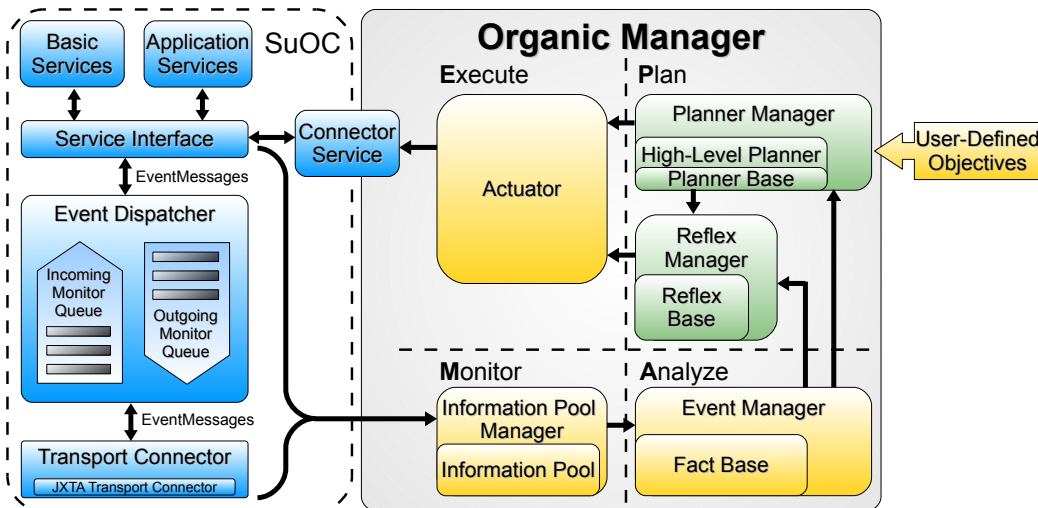 SuOC
Basic
Services
Application
Services
Service Interface
EventMessages
Event Dispatcher
Incoming
Monitor
Queue
Outgoing
Monitor
Queue
EventMessages
Transport Connector
JXTA Transport Connector
Connector
Service
Organic Manager
Execute
Actuator
Plan
Planner Manager
High-Level Planner
Planner Base
Reflex
Manager
Reflex
Base
User-Defined
Objectives
Monitor
Information Pool
Manager
Information Pool
Analyze
Event Manager
Fact Base